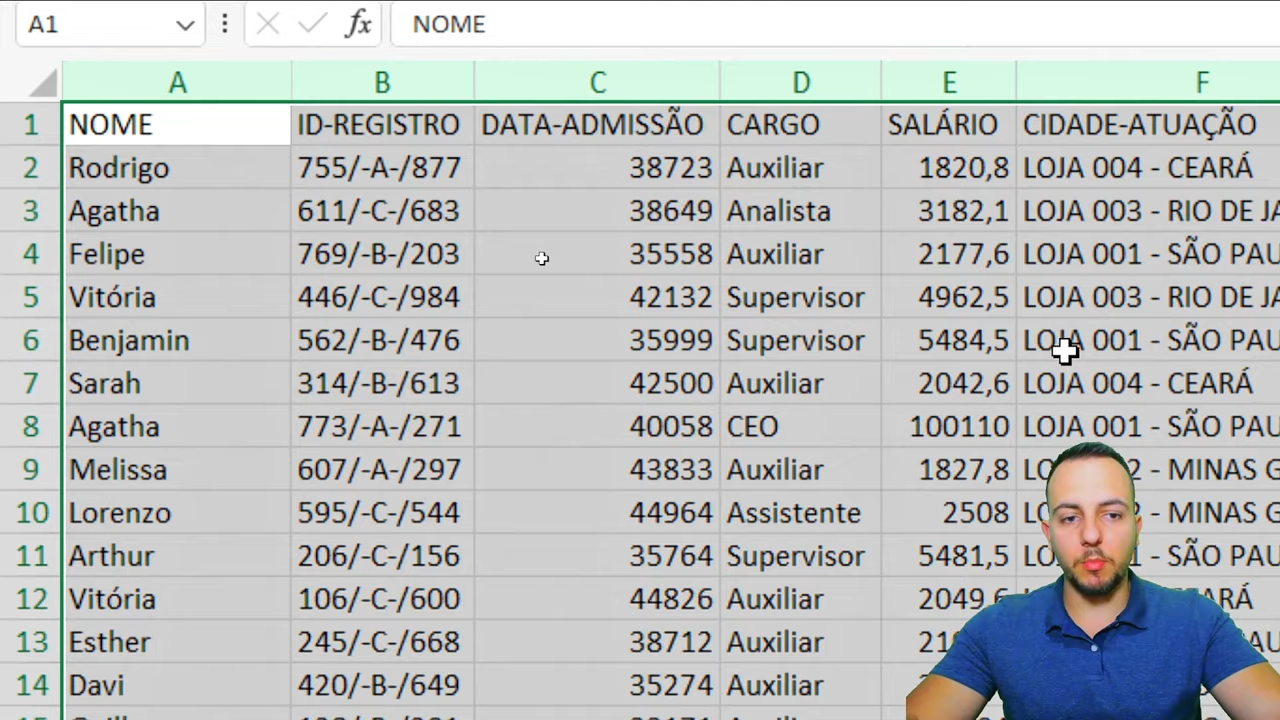 A1 fx NOME
A B C D E F
1 NOME ID-REGISTRO DATA-ADMISSÃO CARGO SALÁRIO CIDADE-ATUAÇÃO
2 Rodrigo 755/-A-/877 38723 Auxiliar 1820,8 LOJA 004 - CEARÁ
3 Agatha 611/-C-/683 38649 Analista 3182,1 LOJA 003 - RIO DE
4 Felipe 769/-B-/203 35558 Auxiliar 2177,6 LOJA 001 - SÃO PAU
5 Vitória 446/-C-/984 42132 Supervisor 4962,5 LOJA 003 - RIO DE
6 Benjamin 562/-B-/476 35999 Supervisor 5484,5 LOJA 001 - SÃO PAU
7 Sarah 314/-B-/613 42500 Auxiliar 2042,6 LOJA 004 - CEARÁ
8 Agatha 773/-A-/271 40058 CEO 100110 LOJA 001 - SÃO PAU
9 Melissa 607/-A-/297 43833 Auxiliar 1827,8 - MINAS G
10 Lorenzo 595/-C-/544 44964 Assistente 2508 - MINAS G
11 Arthur 206/-C-/156 35764 Supervisor 5481,5 - SÃO PAU
12 Vitória 106/-C-/600 44826 Auxiliar
13 Esther 245/-C-/668 38712 Auxiliar
14 Davi 420/-B-/649 35274 Auxiliar